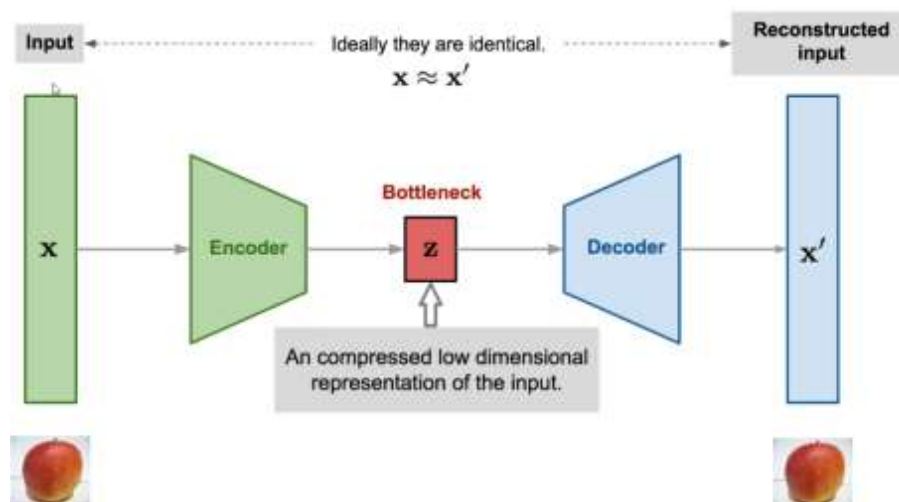 Input
Ideally they are identical.
x ≈ x′
Reconstructed
input
Bottleneck
x
Encoder
z
Decoder
x′
An compressed low dimensional
representation of the input.